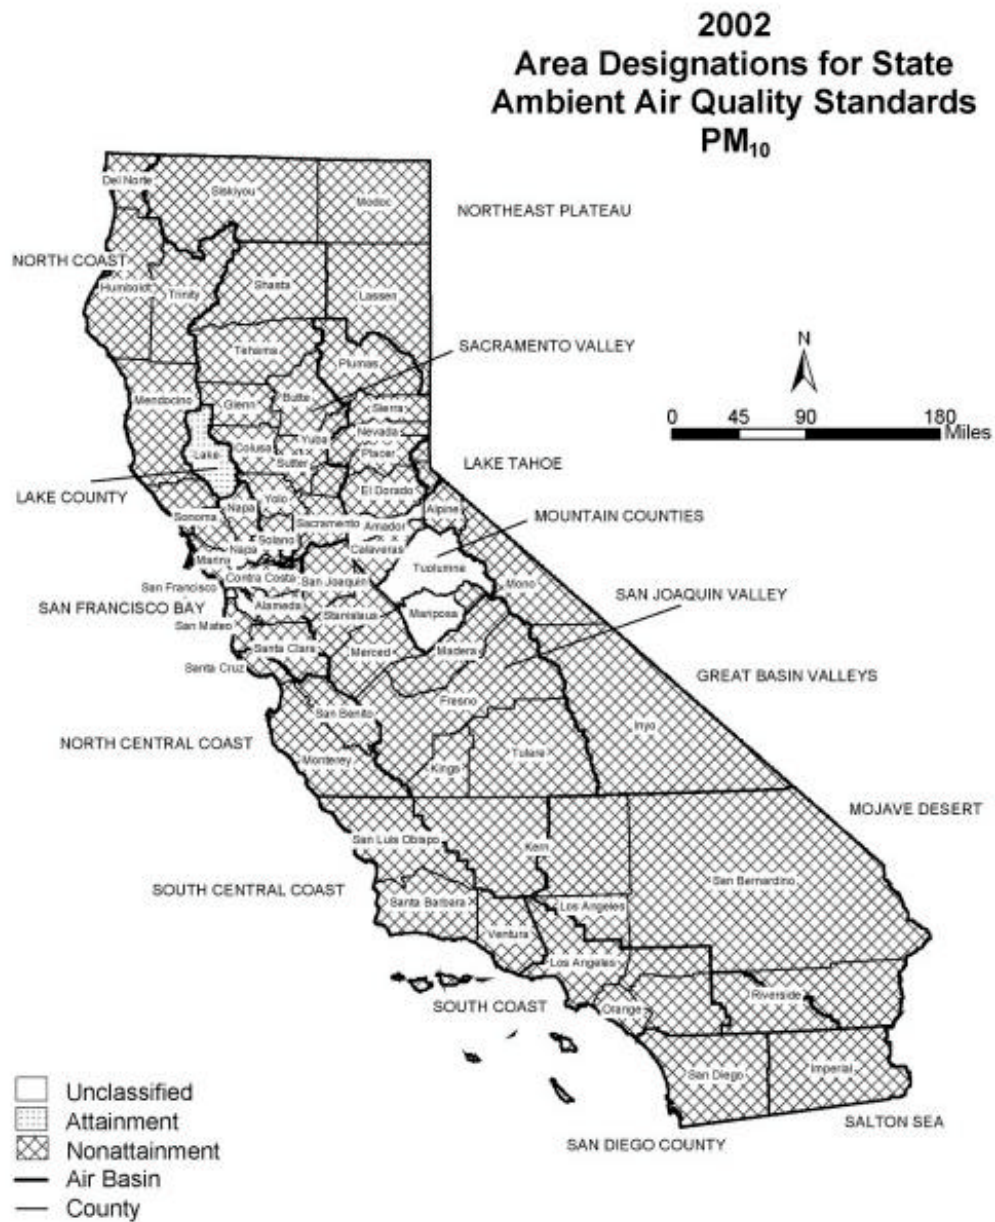 2002
Area Designations for State
Ambient Air Quality Standards
PM₁₀
Del Norte
Siskiyou
Modoc
NORTHEAST PLATEAU
NORTH COAST
Humboldt
Trinity
Shasta
Lassen
N
Tehama
Plumas
SACRAMENTO VALLEY
Mendocino
Glenn
Butte
Sierra
0 45 90 180
Miles
Nevada
Yuba
Colusa
Placer
Lake
Sutter
LAKE TAHOE
LAKE COUNTY
El Dorado
Yolo
Napa
Alpine
Sonoma
MOUNTAIN COUNTIES
Sacramento
Amador
Solano
Napa
Calaveras
Marin
Tuolumne
Contra Costa
San Joaquin
Mono
San Francisco
SAN JOAQUIN VALLEY
SAN FRANCISCO BAY
Alameda
Stanislaus
Mariposa
San Mateo
Santa Clara
Merced
Madera
Santa Cruz
GREAT BASIN VALLEYS
Fresno
San Benito
Inyo
NORTH CENTRAL COAST
Monterey
Kings
Tulare
MOJAVE DESERT
San Luis Obispo
Kern
San Bernardino
SOUTH CENTRAL COAST
Santa Barbara
Los Angeles
Ventura
Los Angeles
Riverside
SOUTH COAST
Orange
San Diego
Imperial
SALTON SEA
SAN DIEGO COUNTY
Unclassified
Attainment
Nonattainment
Air Basin
County